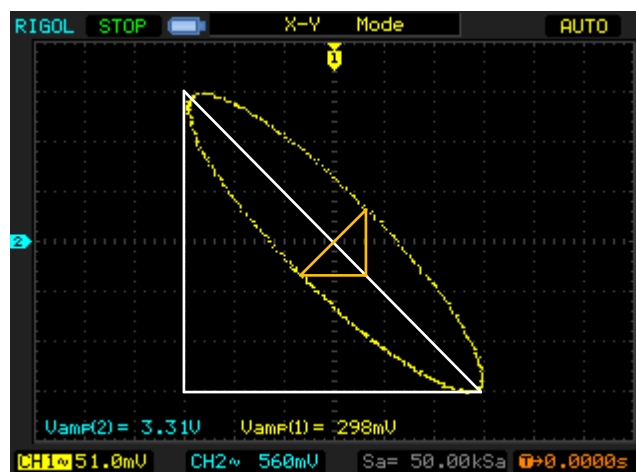 RIGOL STOP X-Y Mode AUTO
1
2
Vamp(2)= 3.31V Vamp(1)= 298mV
CH1~ 51.0mV CH2~ 560mV Sa= 50.00kSa T→0.0000s